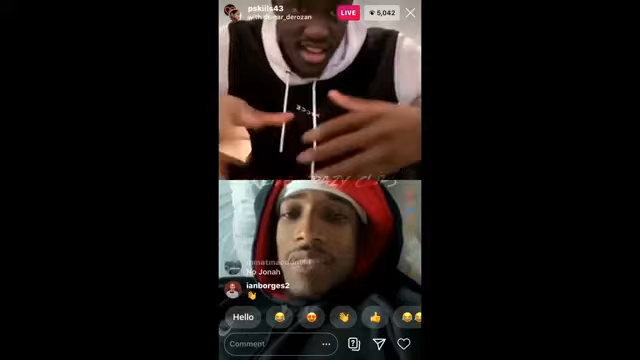 pskills43
LIVE
5,042
with demar_derozan
No Jonah
ianborges2
👋
Hello
Comment